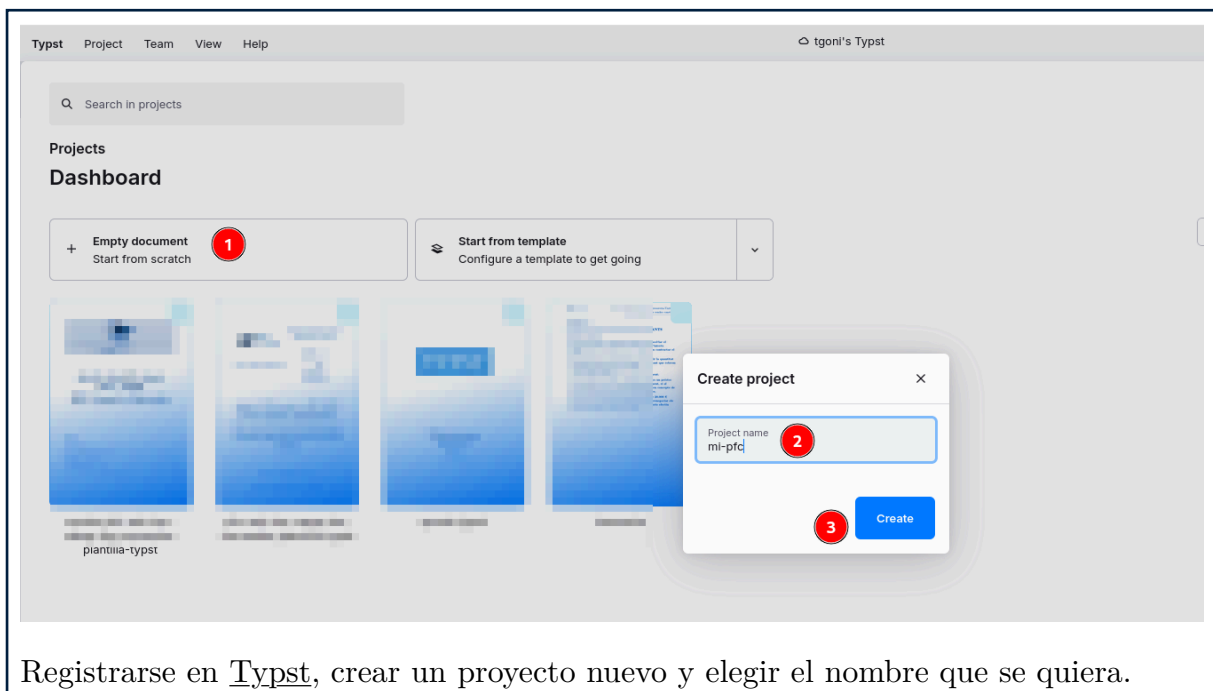 Typst Project Team View Help tgoni's Typst
Search in projects
Projects
Dashboard
Empty document 1
Start from scratch
Start from template
Configure a template to get going
Create project
Project name
mi-pfc 2
3 Create
plantilla-typst
Registrarse en Typst, crear un proyecto nuevo y elegir el nombre que se quiera.